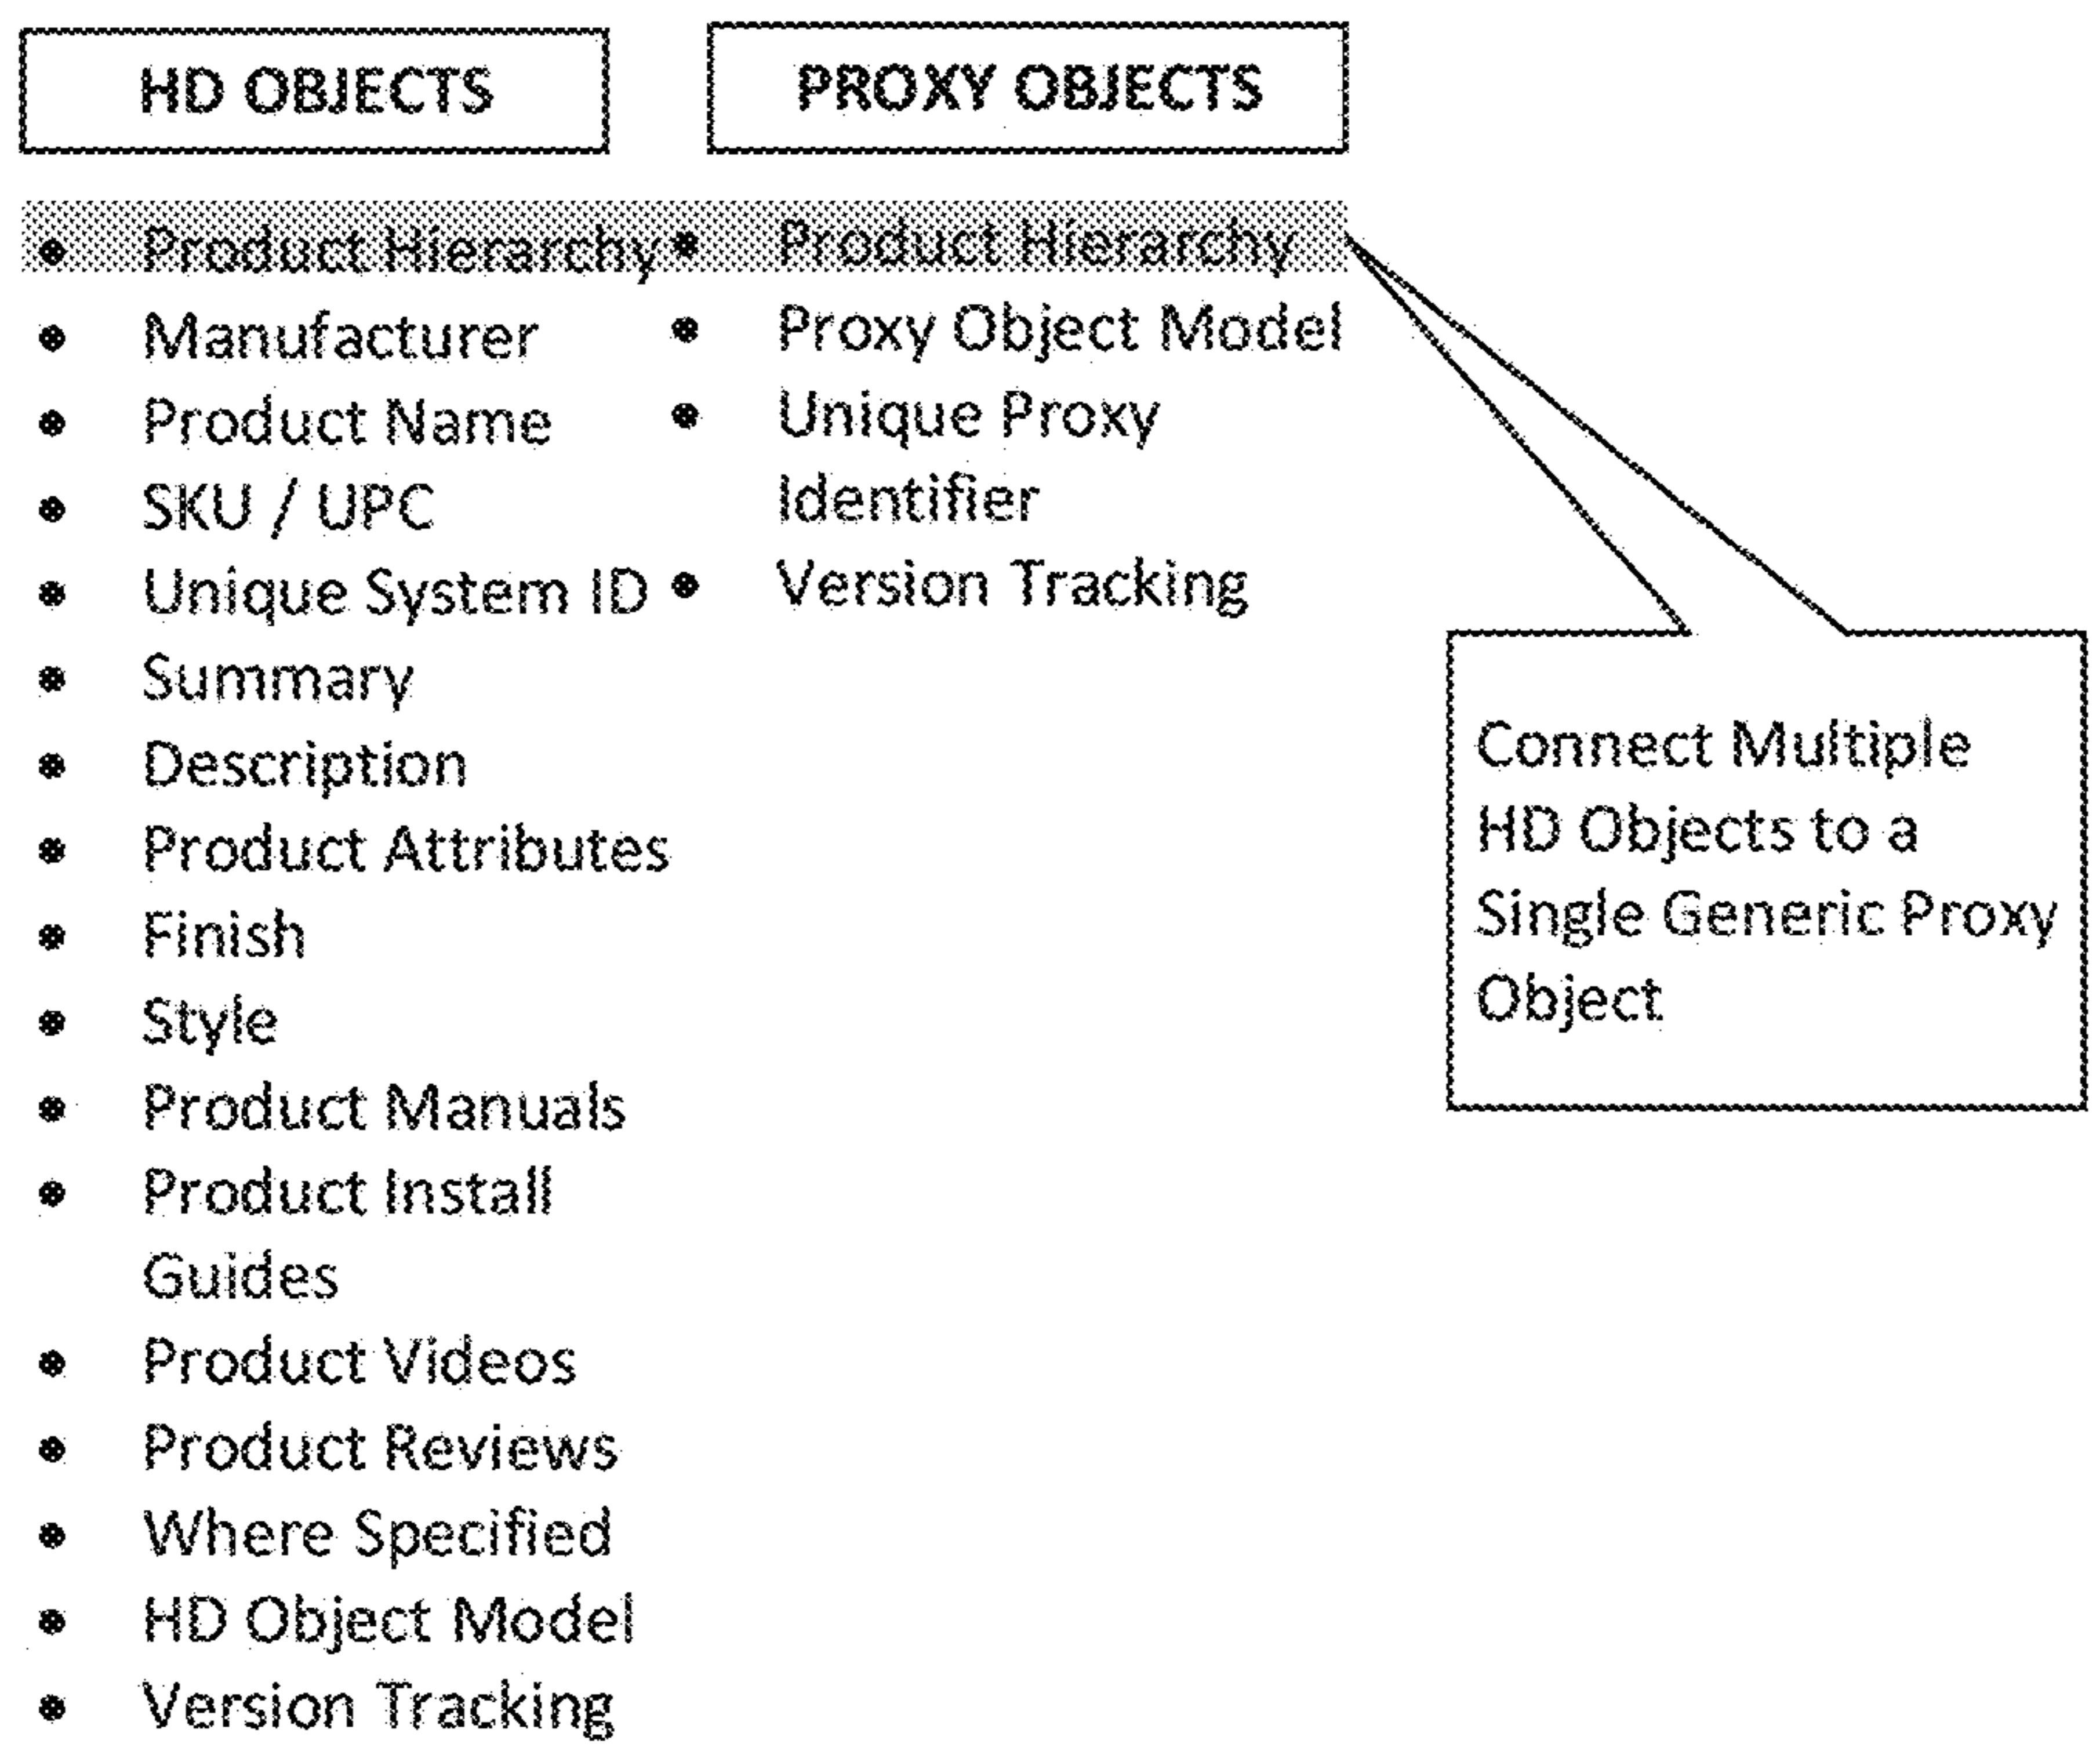 HD OBJECTS
• Product Hierarchy
• Manufacturer
• Product Name
• SKU / UPC
• Unique System ID
• Summary
• Description
• Product Attributes
• Finish
• Style
• Product Manuals
• Product Install
Guides
• Product Videos
• Product Reviews
• Where Specified
• HD Object Model
• Version Tracking
PROXY OBJECTS
• Product Hierarchy
• Proxy Object Model
• Unique Proxy
Identifier
• Version Tracking
Connect Multiple
HD Objects to a
Single Generic Proxy
Object